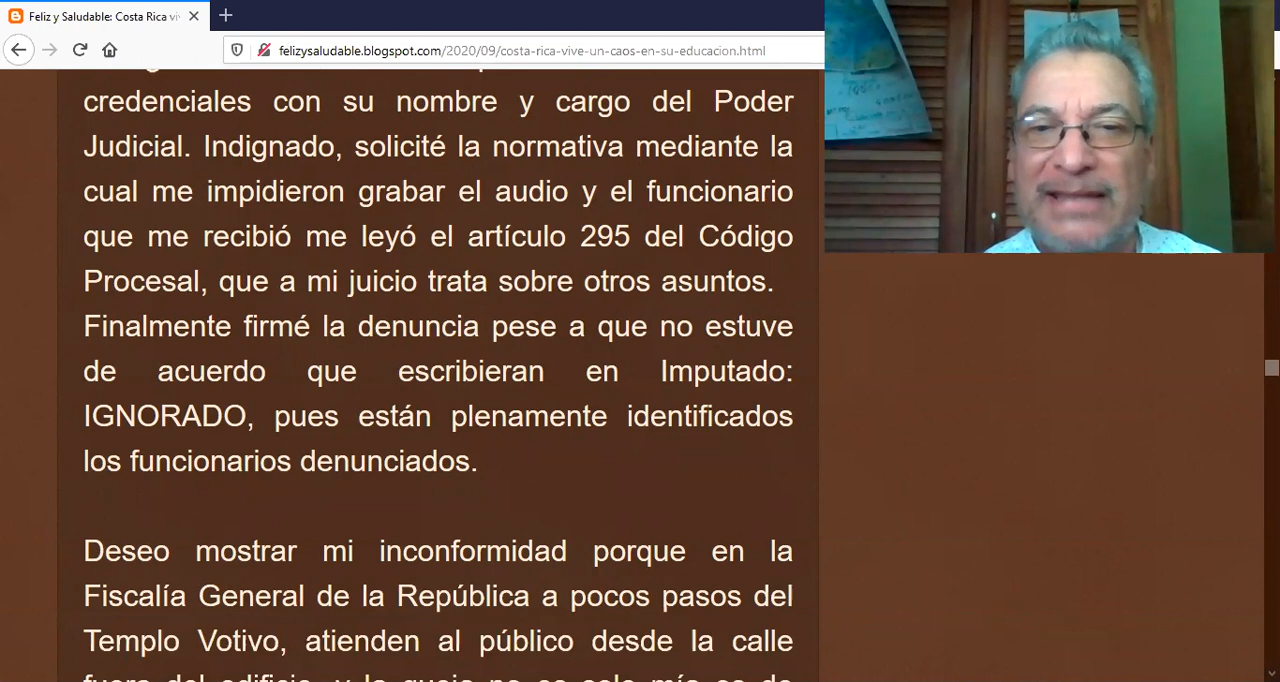 Feliz y Saludable: Costa Rica vi
felizysaludable.blogspot.com/2020/09/costa-rica-vive-un-caos-en-su-educacion.html
credenciales con su nombre y cargo del Poder
Judicial. Indignado, solicité la normativa mediante la
cual me impidieron grabar el audio y el funcionario
que me recibió me leyó el artículo 295 del Código
Procesal, que a mi juicio trata sobre otros asuntos.
Finalmente firmé la denuncia pese a que no estuve
de acuerdo que escribieran en Imputado:
IGNORADO, pues están plenamente identificados
los funcionarios denunciados.
Deseo mostrar mi inconformidad porque en la
Fiscalía General de la República a pocos pasos del
Templo Votivo, atienden al público desde la calle